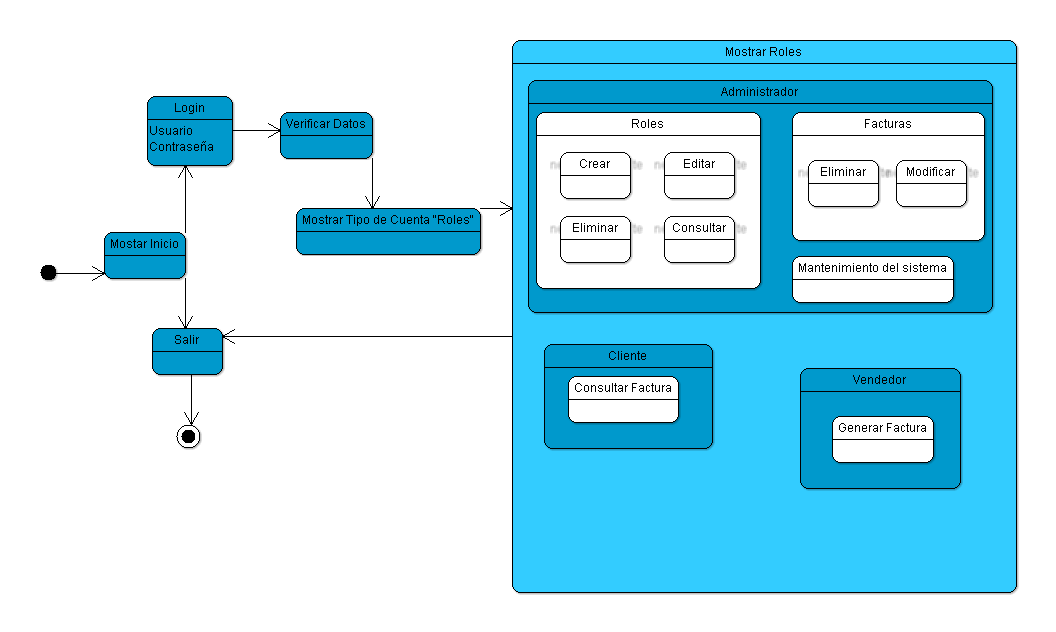 Mostrar Roles
Administrador
Login
Usuario
Contraseña
Verificar Datos
Roles
Facturas
Crear
Editar
Eliminar
Modificar
Mostrar Tipo de Cuenta "Roles"
Eliminar
Consultar
Mostar Inicio
Mantenimiento del sistema
Salir
Cliente
Consultar Factura
Vendedor
Generar Factura